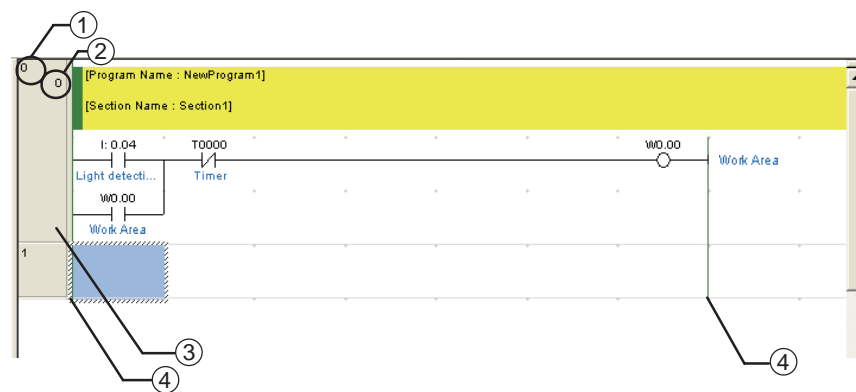 ①
②
0
0
[Program Name : NewProgram1]
[Section Name : Section1]
I: 0.04 T0000 W0.00
Work Area
Light detecti... Timer
W0.00
Work Area
1
③ ④
④